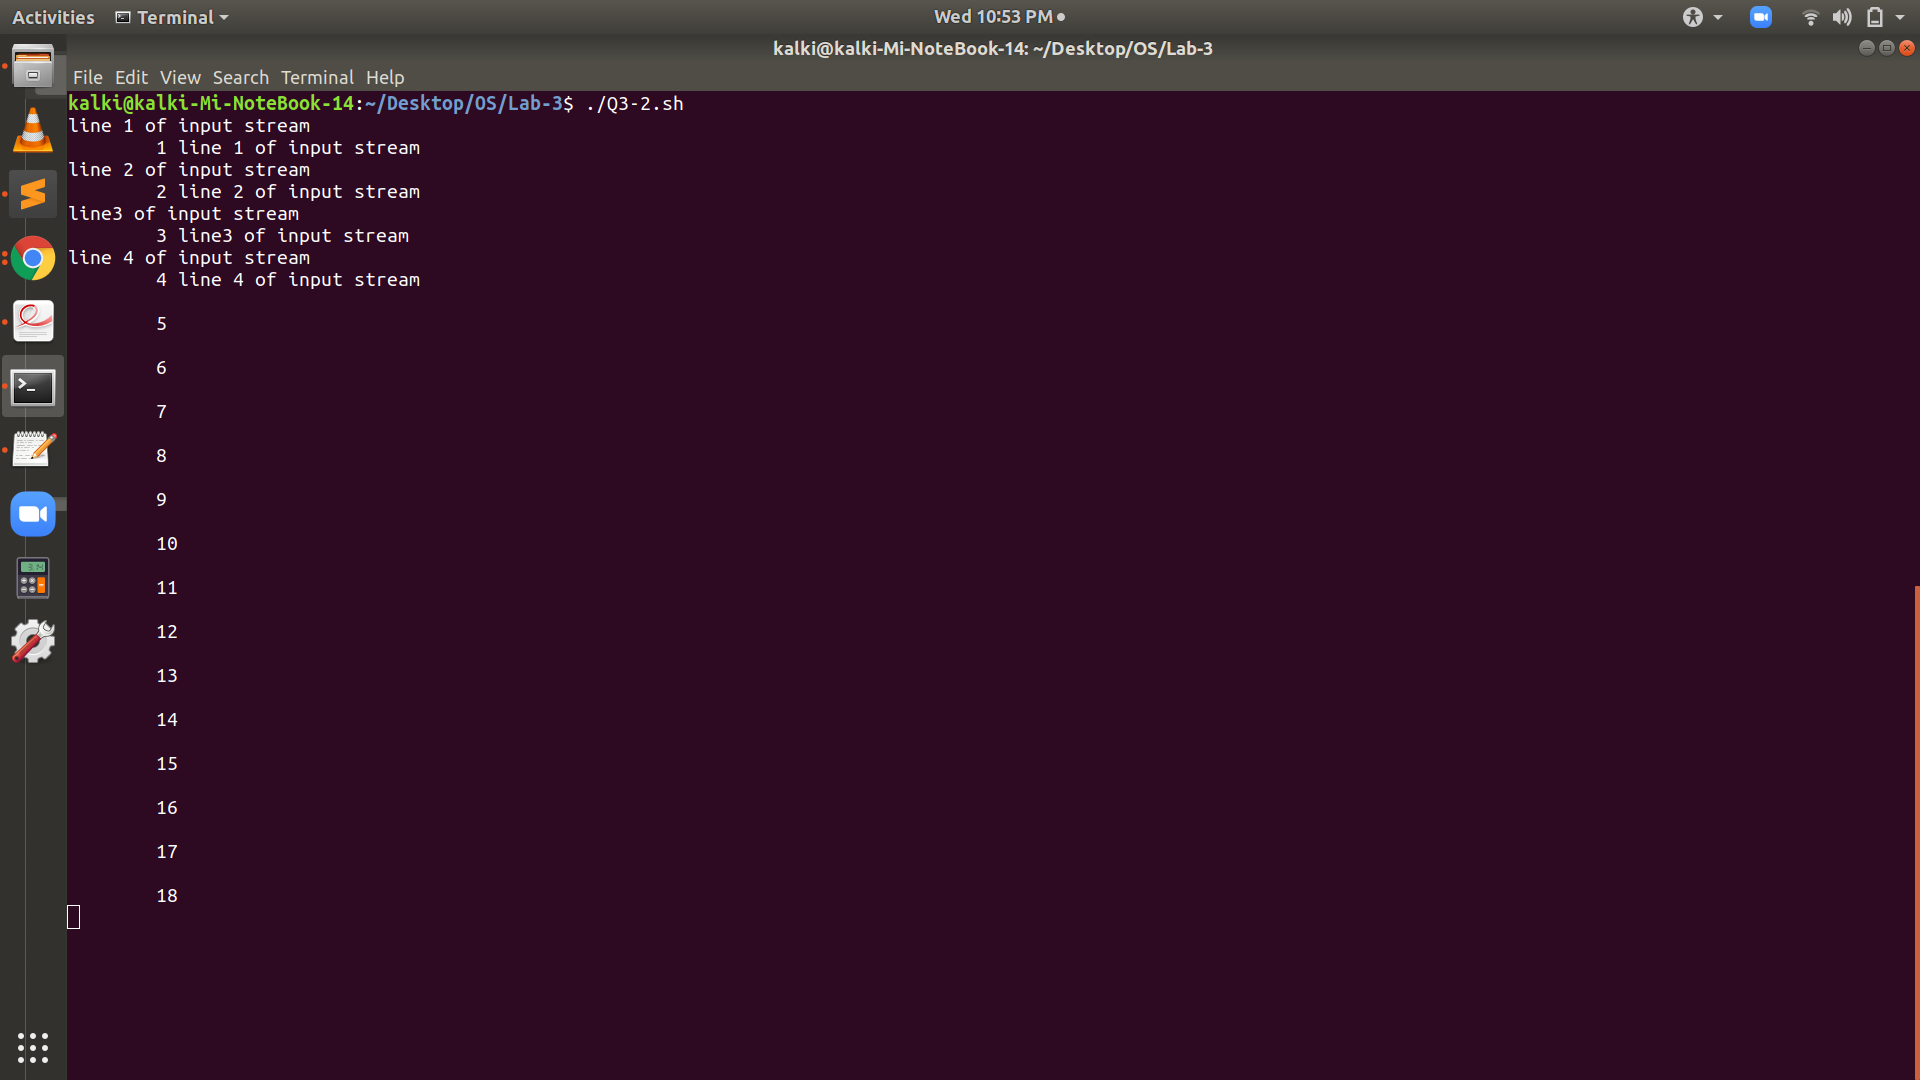 Activities Terminal Wed 10:53 PM
kalki@kalki-Mi-NoteBook-14: ~/Desktop/OS/Lab-3
File Edit View Search Terminal Help
kalki@kalki-Mi-NoteBook-14:~/Desktop/OS/Lab-3$ ./Q3-2.sh
line 1 of input stream
1 line 1 of input stream
line 2 of input stream
2 line 2 of input stream
line3 of input stream
3 line3 of input stream
line 4 of input stream
4 line 4 of input stream
5
6
7
8
9
10
11
12
13
14
15
16
17
18